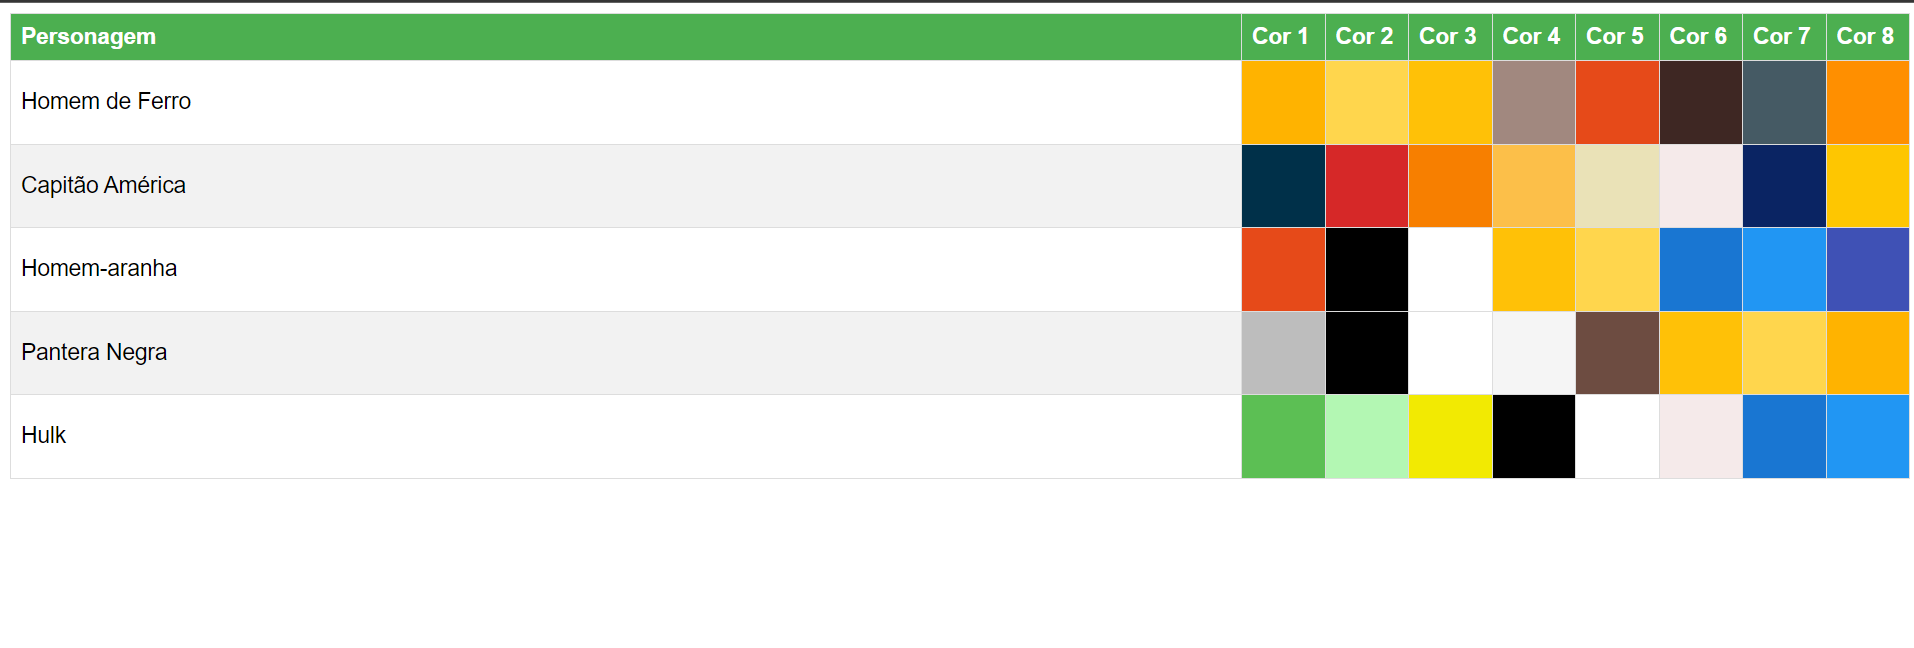 Personagem Cor 1 Cor 2 Cor 3 Cor 4 Cor 5 Cor 6 Cor 7 Cor 8
Homem de Ferro
Capitão América
Homem-aranha
Pantera Negra
Hulk